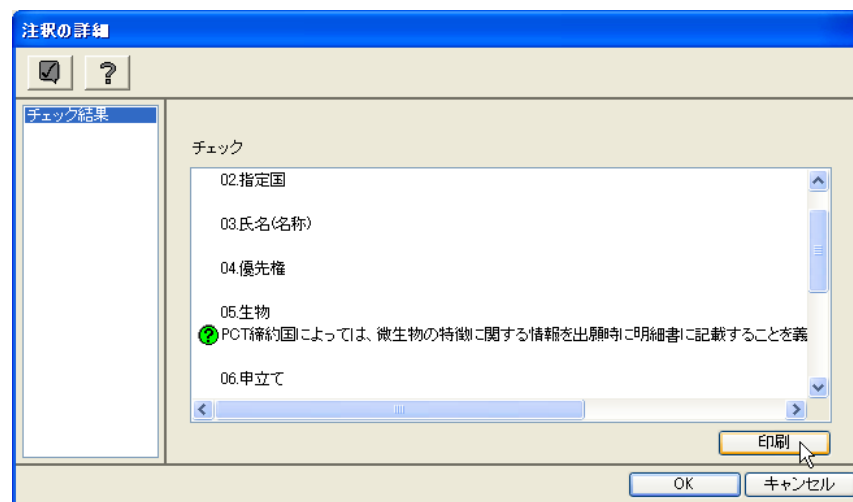 注釈の詳細
?
チェック結果
チェック
02.指定国
03.氏名(名称)
04.優先権
05.生物
? PCT締約国によっては、微生物の特徴に関する情報を出願時に明細書に記載することを義
06.申立て
印刷
OK キャンセル